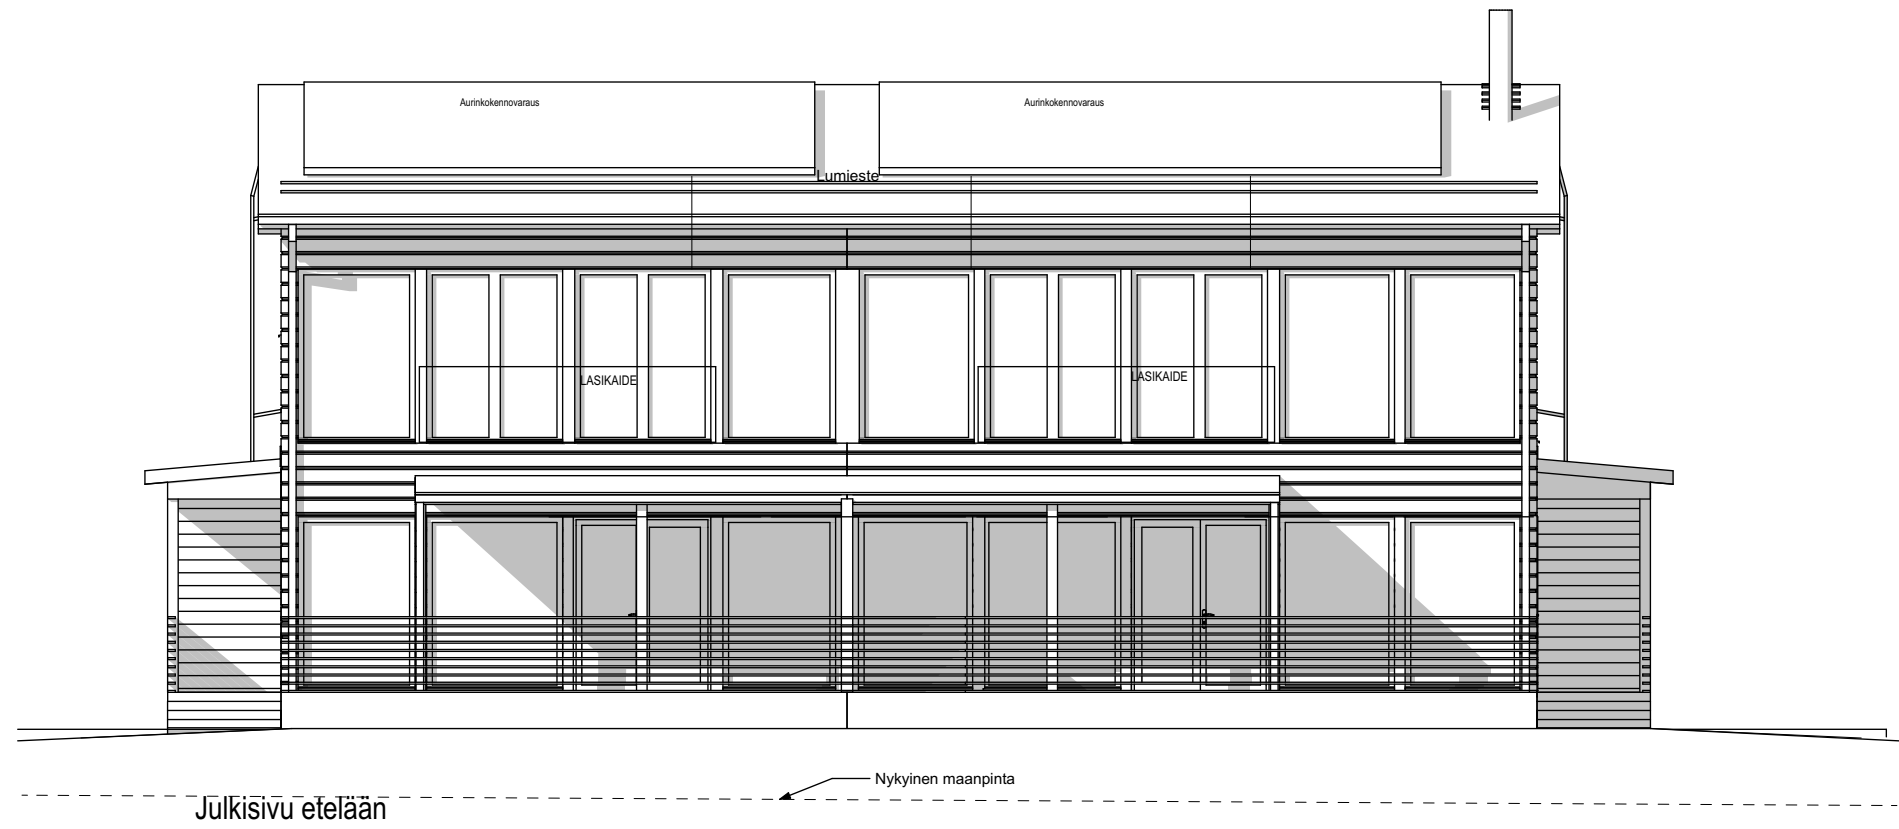 Aurinkokennovaraus
Aurinkokennovaraus
Lumieste
LASIKAIDE
LASIKAIDE
Nykyinen maanpinta
Julkisivu etelään